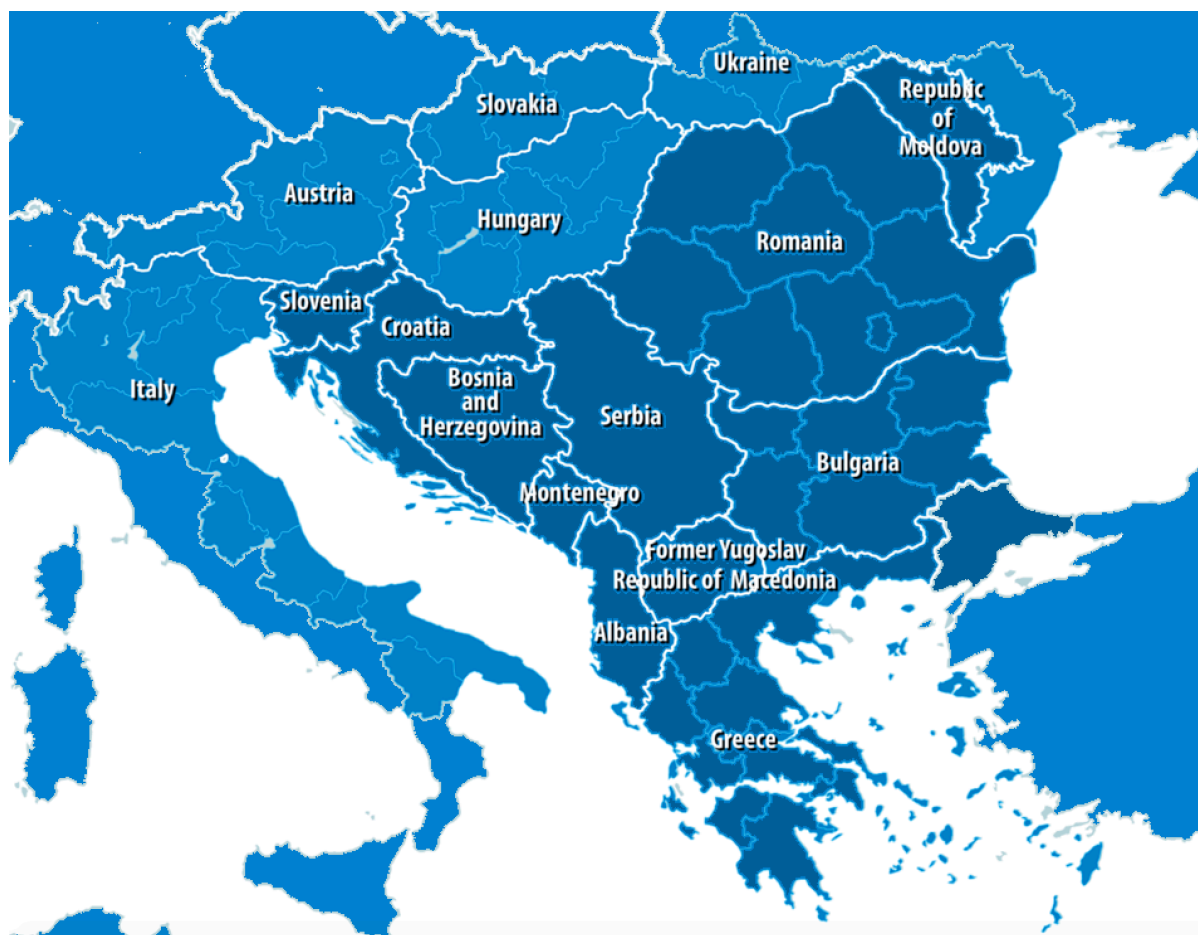 Ukraine
Slovakia
Republic
of
Moldova
Austria
Hungary
Romania
Slovenia
Croatia
Italy
Bosnia
and
Herzegovina
Serbia
Bulgaria
Montenegro
Former Yugoslav
Republic of Macedonia
Albania
Greece